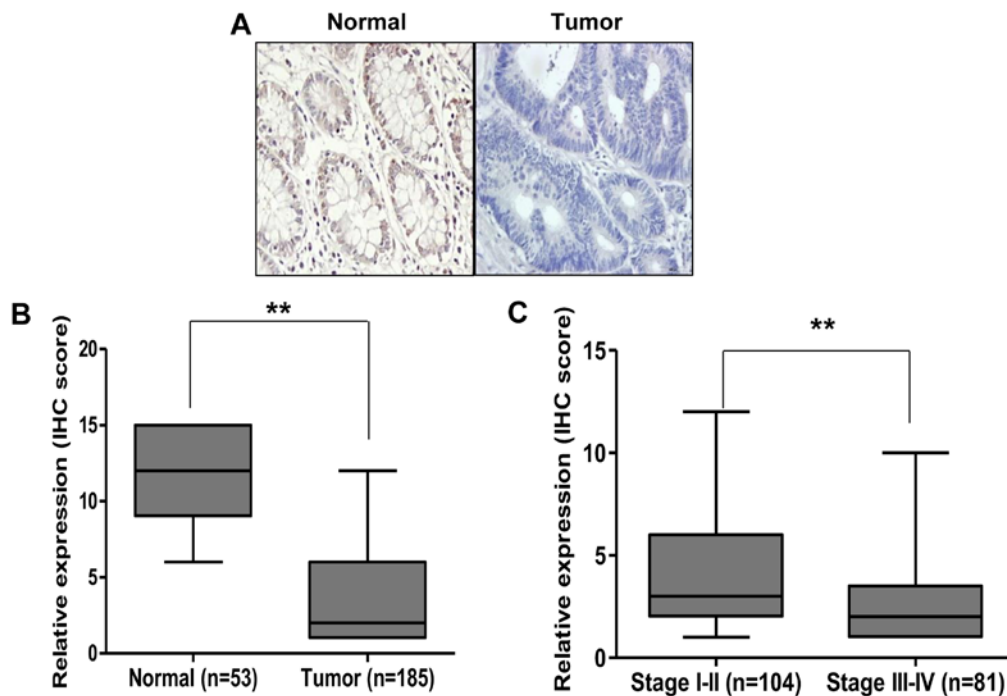 A
Normal
Tumor
B
Relative expression (IHC score)
20
15
10
5
0
**
Normal (n=53)
Tumor (n=185)
C
Relative expression (IHC score)
15
10
5
0
**
Stage I-II (n=104)
Stage III-IV (n=81)